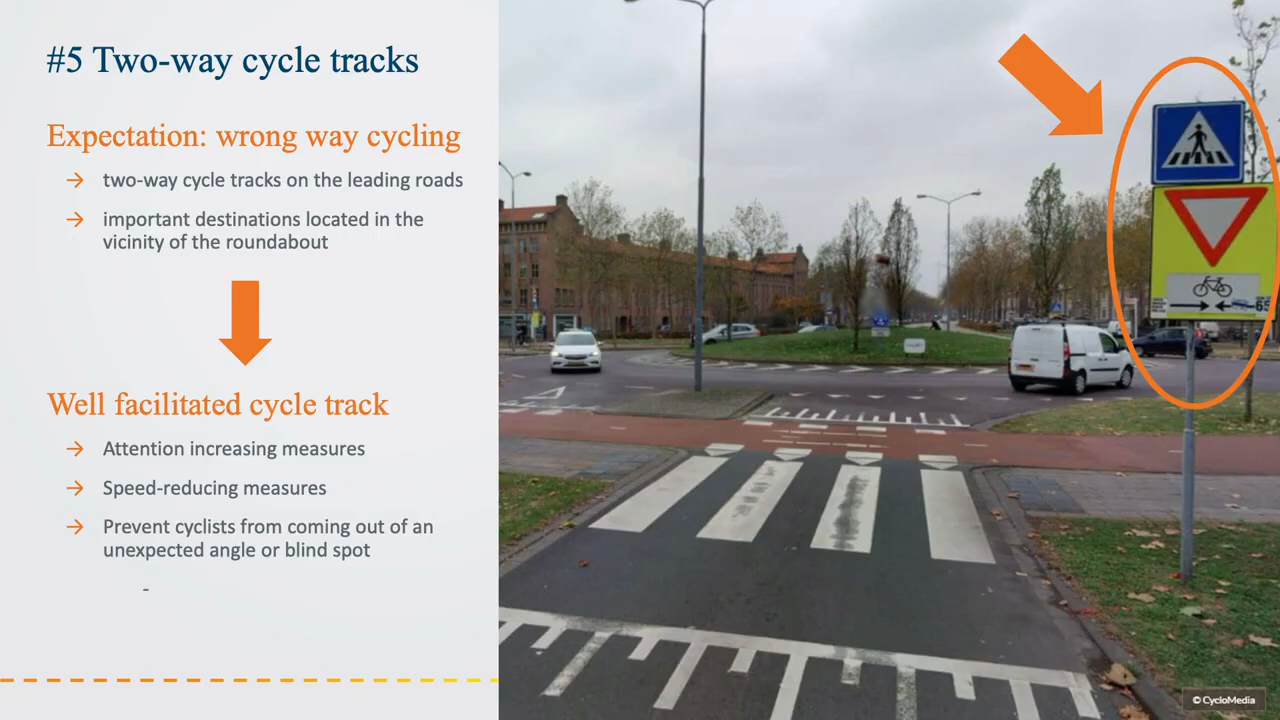 #5 Two-way cycle tracks
Expectation: wrong way cycling
→ two-way cycle tracks on the leading roads
→ important destinations located in the
vicinity of the roundabout
Well facilitated cycle track
→ Attention increasing measures
→ Speed-reducing measures
→ Prevent cyclists from coming out of an
unexpected angle or blind spot
-
© CycloMedia